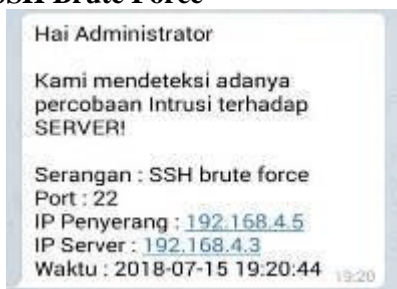 SSH Brute Force
Hai Administrator
Kami mendeteksi adanya
percobaan Intrusi terhadap
SERVER!
Serangan : SSH brute force
Port : 22
IP Penyerang : 192.168.4.5
IP Server : 192.168.4.3
Waktu : 2018-07-15 19:20:44
19:20